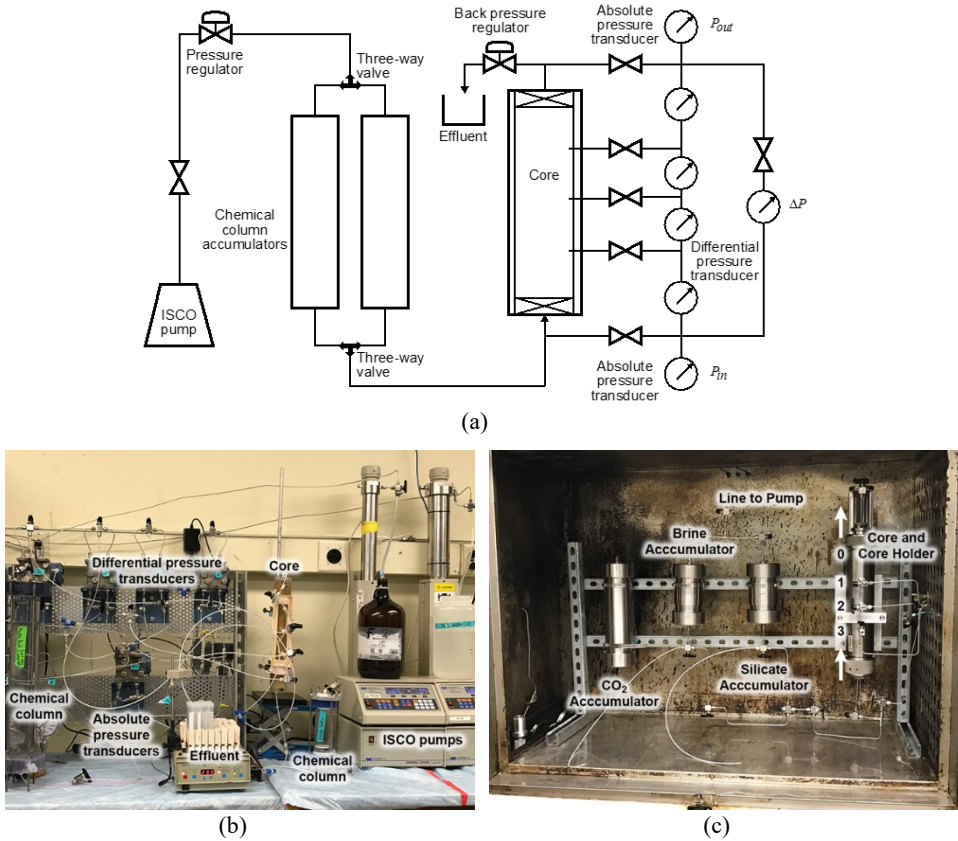 Back pressure
regulator
Absolute
pressure
transducer
Pout
Pressure
regulator
Three-way
valve
Effluent
Core
Chemical
column
accumulators
ΔP
Differential
pressure
transducer
ISCO
pump
Three-way
valve
Absolute
pressure
transducer
Pin
(a)
Differential pressure
transducers
Core
Chemical
column
Absolute
pressure
transducers
Effluent
Chemical
column
ISCO pumps
(b)
Line to Pump
Brine
Acccumulator
Core and
Core Holder
0
1
2
3
CO2
Acccumulator
Silicate
Acccumulator
(c)